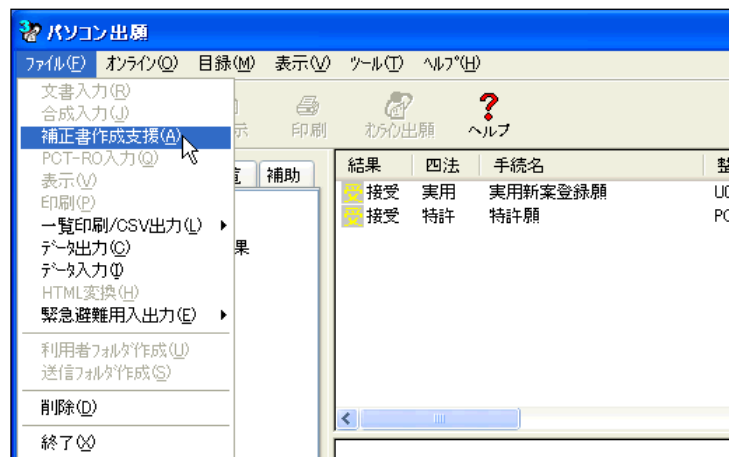 パソコン出願
ファイル(F) オンライン(O) 目録(M) 表示(V) ツール(T) ヘルプ(H)
文書入力(R)
合成入力(J)
補正書作成支援(A)
PCT-RO入力(Q)
表示(V)
印刷(P)
一覧印刷/CSV出力(L)
データ出力(C)
データ入力(I)
HTML変換(H)
緊急避難用入出力(E)
利用者フォルダ作成(U)
送信フォルダ作成(S)
削除(D)
終了(X)
示 印刷 オンライン出願 ヘルプ
覧 補助
果
結果 四法 手続名 整
受 接受 実用 実用新案登録願 UC
受 接受 特許 特許願 PC